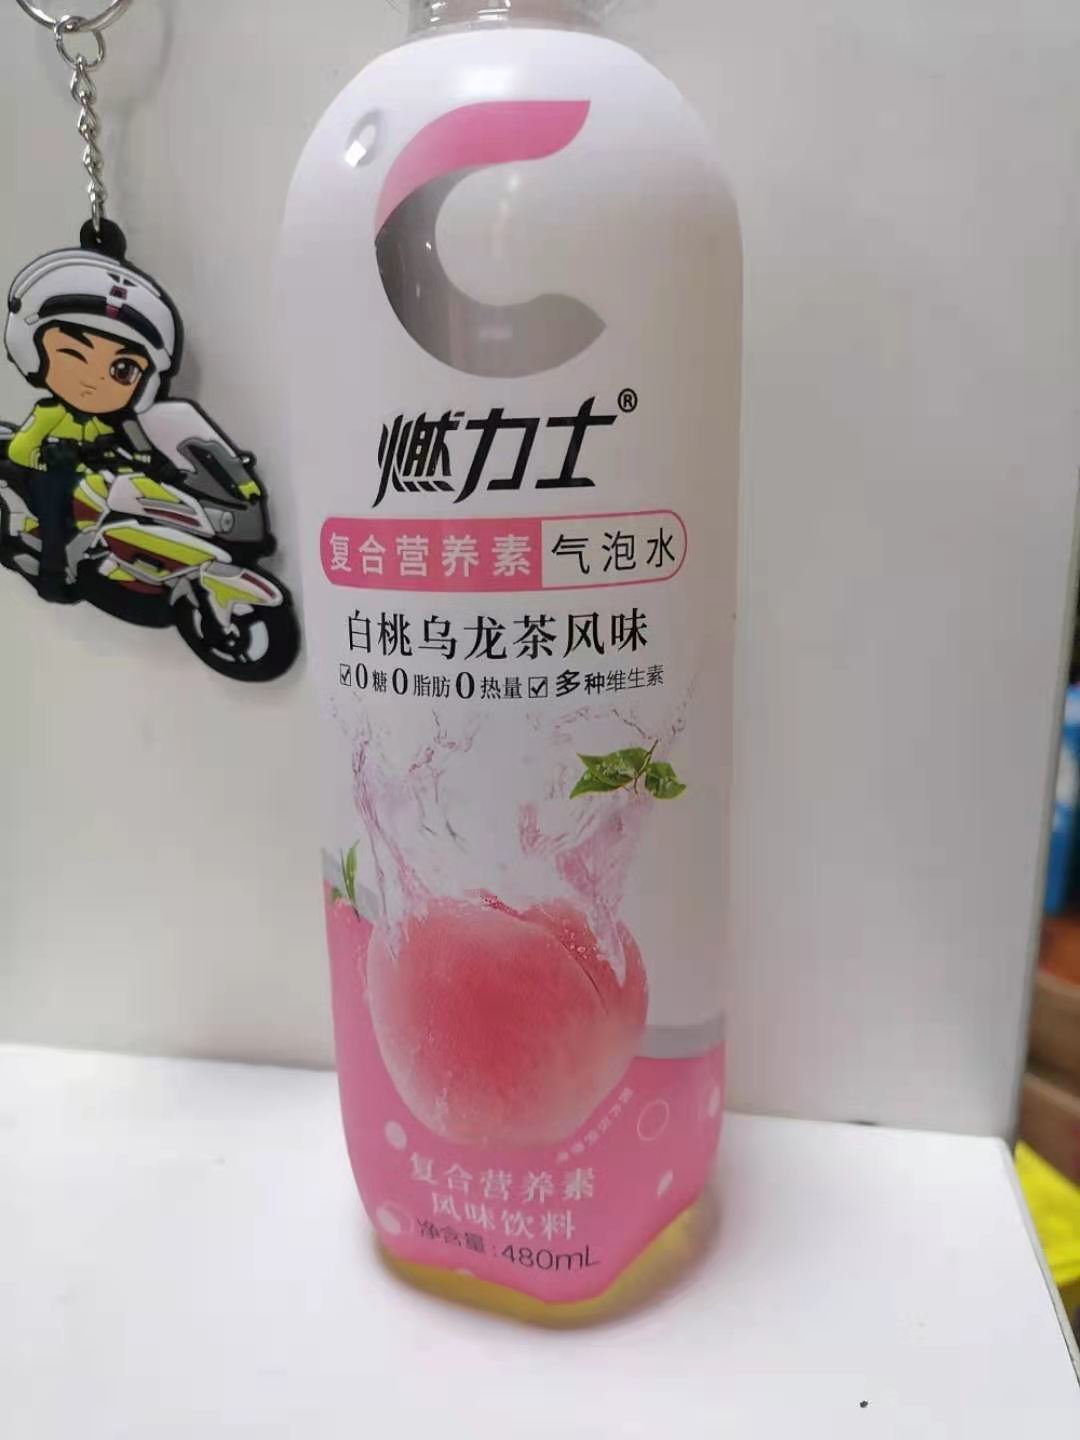 C
燃力士®
复合营养素 气泡水
白桃乌龙茶风味
☑0糖0脂肪0热量☑多种维生素
复合营养素
风味饮料
净含量:480mL